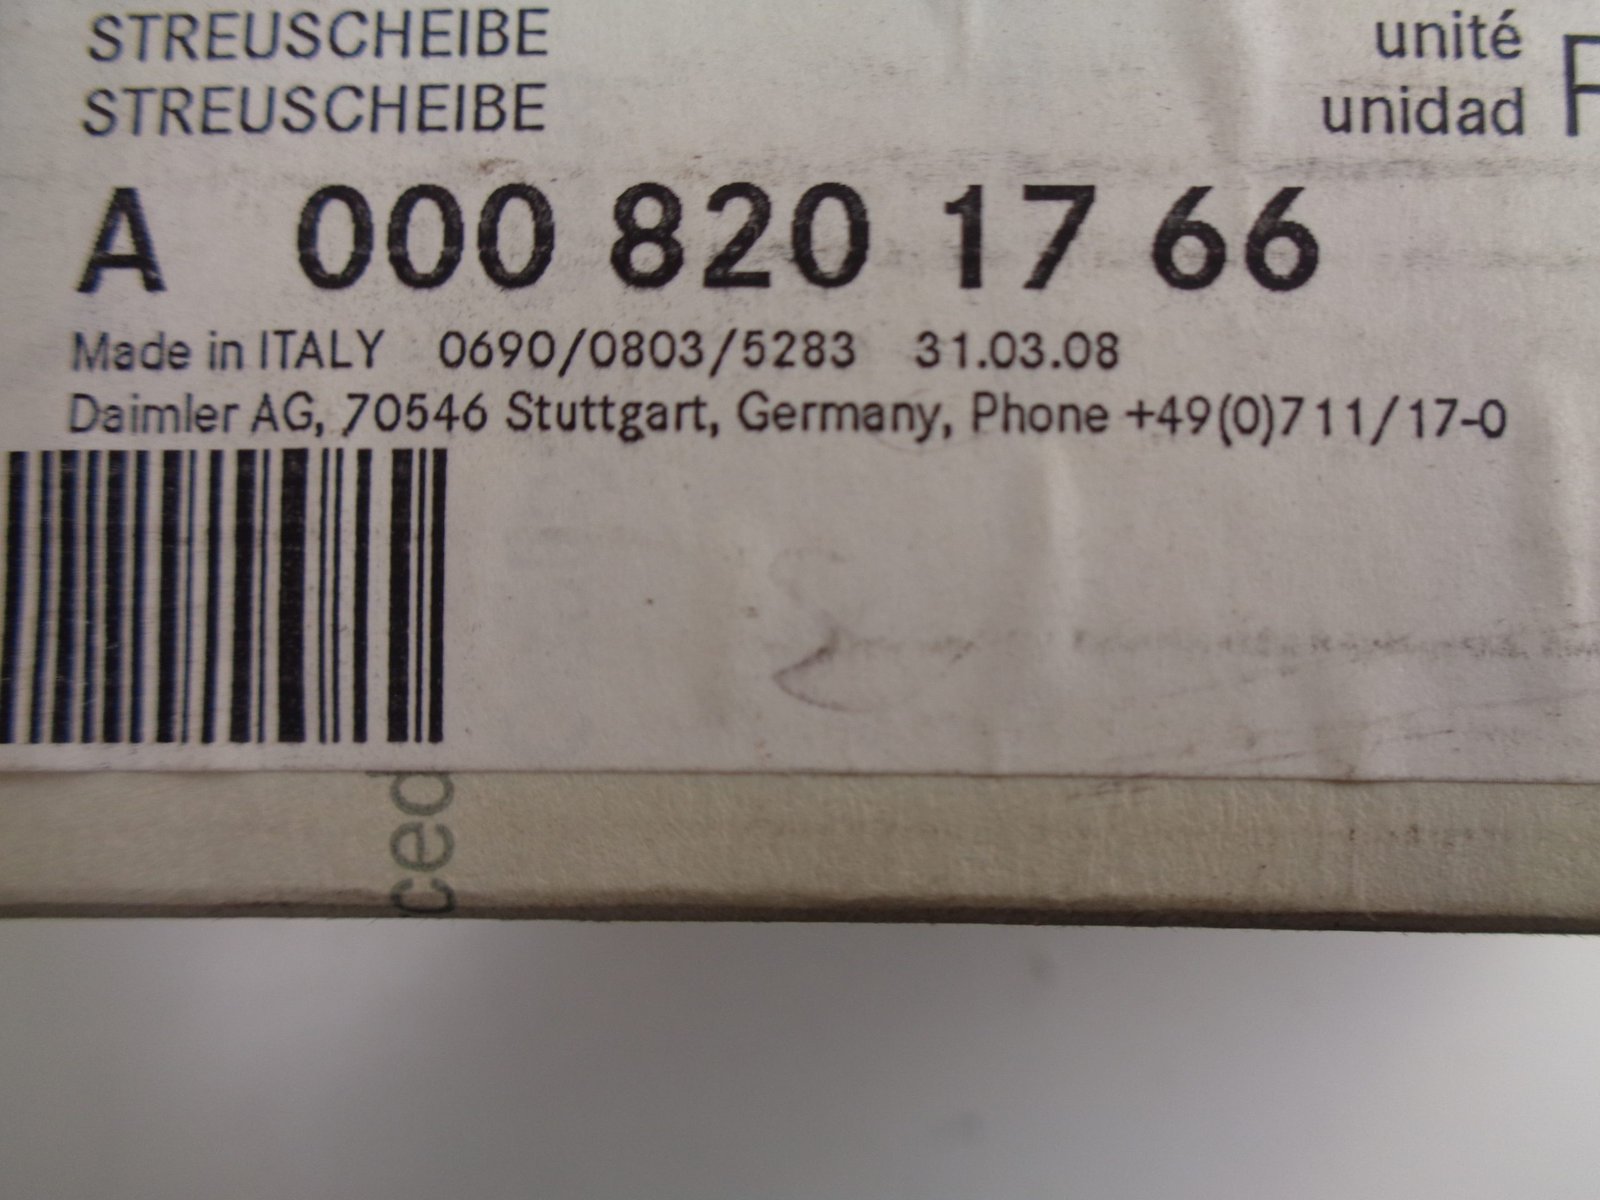 STREUSCHEIBE
STREUSCHEIBE
unité
unidad
A 000 820 17 66
Made in ITALY 0690/0803/5283 31.03.08
Daimler AG, 70546 Stuttgart, Germany, Phone +49(0)711/17-0
ced